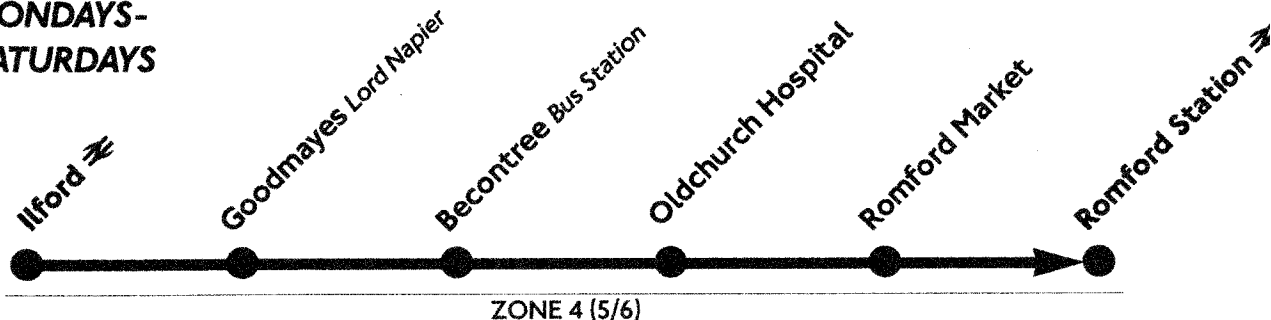 ONDAYS-
ATURDAYS
Ilford
Goodmayes Lord Napier
Becontree Bus Station
Oldchurch Hospital
Romford Market
Romford Station
ZONE 4 (5/6)